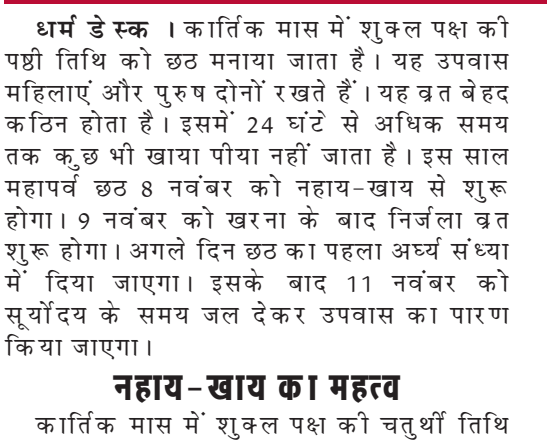 धर्म डेस्क । कार्तिक मास में शुक्ल पक्ष की
षष्ठी तिथि को छठ मनाया जाता है। यह उपवास
महिलाएं और पुरुष दोनों रखते हैं। यह व्रत बेहद
कठिन होता है। इसमें 24 घंटे से अधिक समय
तक कुछ भी खाया पीया नहीं जाता है। इस साल
महापर्व छठ 8 नवंबर को नहाय-खाय से शुरू
होगा। 9 नवंबर को खरना के बाद निर्जला व्रत
शुरू होगा। अगले दिन छठ का पहला अर्घ्य संध्या
में दिया जाएगा। इसके बाद 11 नवंबर को
सूर्योदय के समय जल देकर उपवास का पारण
किया जाएगा।
नहाय-खाय का महत्व
कार्तिक मास में शुक्ल पक्ष की चतुर्थी तिथि